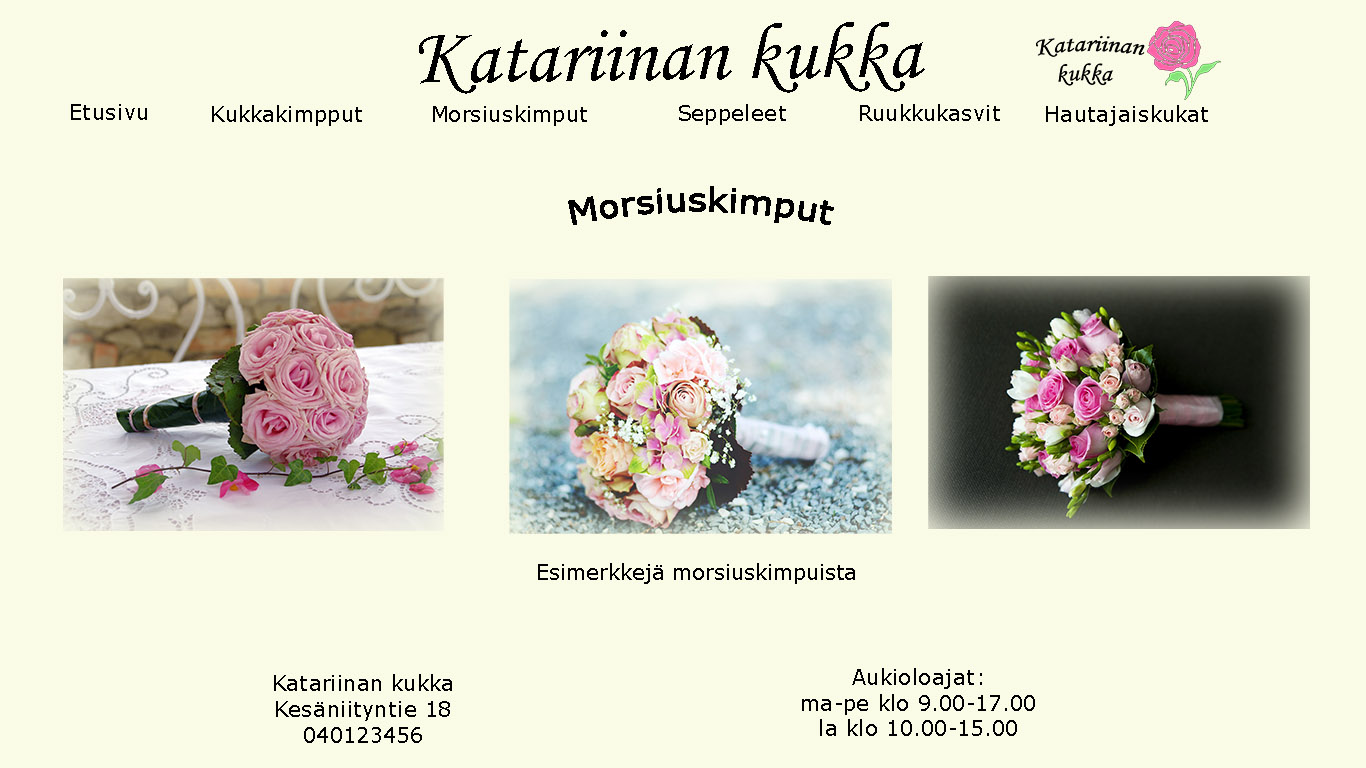 Katariinan kukka
Katariinan
kukka
Etusivu
Kukkakimpput
Morsiuskimput
Seppeleet
Ruukkukasvit
Hautajaiskukat
Morsiuskimput
Esimerkkejä morsiuskimpuista
Katariinan kukka
Kesäniityntie 18
040123456
Aukioloajat:
ma-pe klo 9.00-17.00
la klo 10.00-15.00